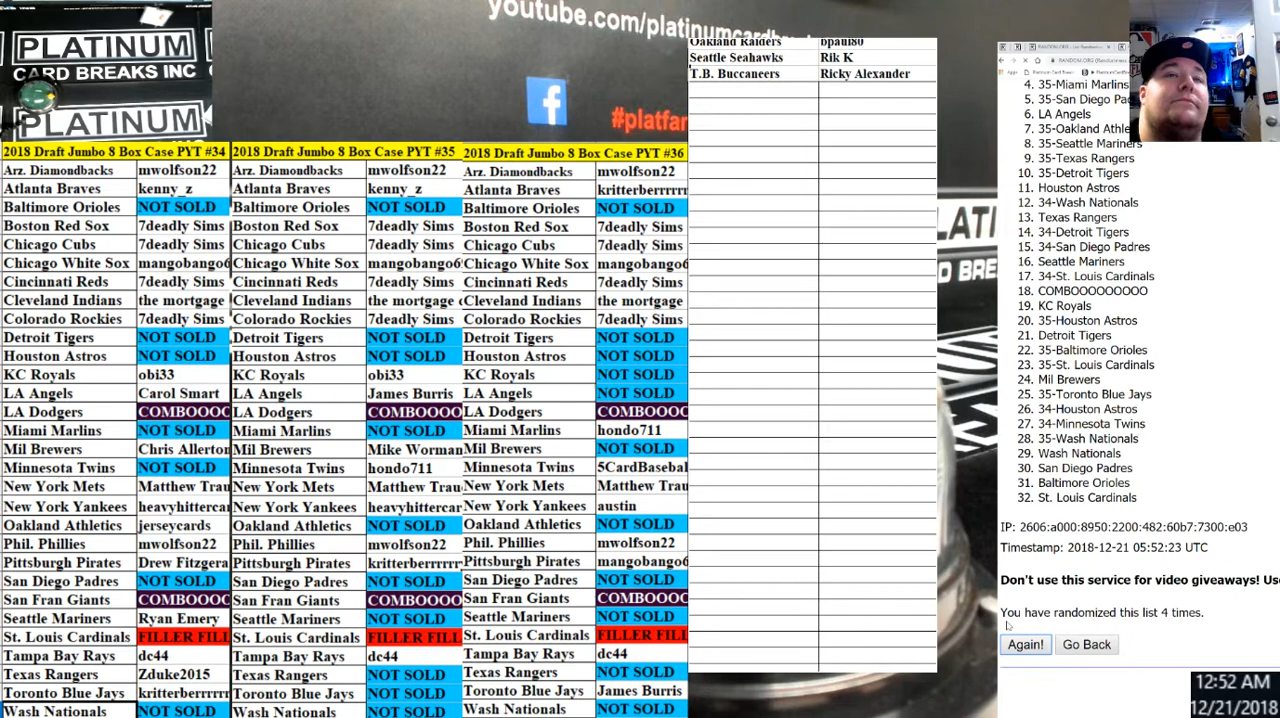 youtube.com/platinumcardbreaks
PLATINUM
CARD BREAKS INC
PLATINUM
#platfam
2018 Draft Jumbo 8 Box Case PYT #34
Arz. Diamondbacks mwolfson22
Atlanta Braves kenny_z
Baltimore Orioles NOT SOLD
Boston Red Sox 7deadly Sims
Chicago Cubs 7deadly Sims
Chicago White Sox mangobango6
Cincinnati Reds 7deadly Sims
Cleveland Indians the mortgage
Colorado Rockies 7deadly Sims
Detroit Tigers NOT SOLD
Houston Astros NOT SOLD
KC Royals obi33
LA Angels Carol Smart
LA Dodgers COMBOOOO
Miami Marlins NOT SOLD
Mil Brewers Chris Allerton
Minnesota Twins NOT SOLD
New York Mets Matthew Trau
New York Yankees heavyhittercar
Oakland Athletics jerseycards
Phil. Phillies mwolfson22
Pittsburgh Pirates Drew Fitzgera
San Diego Padres NOT SOLD
San Fran Giants COMBOOOO
Seattle Mariners Ryan Emery
St. Louis Cardinals FILLER FILL
Tampa Bay Rays dc44
Texas Rangers Zduke2015
Toronto Blue Jays kritterberrrrrr
Wash Nationals NOT SOLD
2018 Draft Jumbo 8 Box Case PYT #35
Arz. Diamondbacks mwolfson22
Atlanta Braves kenny_z
Baltimore Orioles NOT SOLD
Boston Red Sox 7deadly Sims
Chicago Cubs 7deadly Sims
Chicago White Sox mangobango6
Cincinnati Reds 7deadly Sims
Cleveland Indians the mortgage
Colorado Rockies 7deadly Sims
Detroit Tigers NOT SOLD
Houston Astros NOT SOLD
KC Royals obi33
LA Angels James Burris
LA Dodgers COMBOOOO
Miami Marlins NOT SOLD
Mil Brewers Mike Worman
Minnesota Twins hondo711
New York Mets Matthew Trau
New York Yankees heavyhittercar
Oakland Athletics NOT SOLD
Phil. Phillies mwolfson22
Pittsburgh Pirates kritterberrrrrr
San Diego Padres NOT SOLD
San Fran Giants COMBOOOO
Seattle Mariners NOT SOLD
St. Louis Cardinals FILLER FILL
Tampa Bay Rays dc44
Texas Rangers NOT SOLD
Toronto Blue Jays NOT SOLD
Wash Nationals NOT SOLD
2018 Draft Jumbo 8 Box Case PYT #36
Arz. Diamondbacks mwolfson22
Atlanta Braves kritterberrrrrr
Baltimore Orioles NOT SOLD
Boston Red Sox 7deadly Sims
Chicago Cubs 7deadly Sims
Chicago White Sox mangobango6
Cincinnati Reds 7deadly Sims
Cleveland Indians the mortgage
Colorado Rockies 7deadly Sims
Detroit Tigers NOT SOLD
Houston Astros NOT SOLD
KC Royals NOT SOLD
LA Angels NOT SOLD
LA Dodgers COMBOOOO
Miami Marlins hondo711
Mil Brewers NOT SOLD
Minnesota Twins 5CardBasebal
New York Mets Matthew Trau
New York Yankees austin
Oakland Athletics NOT SOLD
Phil. Phillies mwolfson22
Pittsburgh Pirates mangobango6
San Diego Padres NOT SOLD
San Fran Giants COMBOOOO
Seattle Mariners NOT SOLD
St. Louis Cardinals FILLER FILL
Tampa Bay Rays dc44
Texas Rangers NOT SOLD
Toronto Blue Jays James Burris
Wash Nationals NOT SOLD
Oakland Raiders bpaul80
Seattle Seahawks Rik K
T.B. Buccaneers Ricky Alexander
4. 35-Miami Marlins
5. 35-San Diego Pad
6. LA Angels
7. 35-Oakland Athle
8. 35-Seattle Mariners
9. 35-Texas Rangers
10. 35-Detroit Tigers
11. Houston Astros
12. 34-Wash Nationals
13. Texas Rangers
14. 34-Detroit Tigers
15. 34-San Diego Padres
16. Seattle Mariners
17. 34-St. Louis Cardinals
18. COMBOOOOOOOOO
19. KC Royals
20. 35-Houston Astros
21. Detroit Tigers
22. 35-Baltimore Orioles
23. 35-St. Louis Cardinals
24. Mil Brewers
25. 35-Toronto Blue Jays
26. 34-Houston Astros
27. 34-Minnesota Twins
28. 35-Wash Nationals
29. Wash Nationals
30. San Diego Padres
31. Baltimore Orioles
32. St. Louis Cardinals
IP: 2606:a000:8950:2200:482:60b7:7300:e03
Timestamp: 2018-12-21 05:52:23 UTC
Don't use this service for video giveaways! Use
You have randomized this list 4 times.
Again! Go Back
12:52 AM
12/21/2018